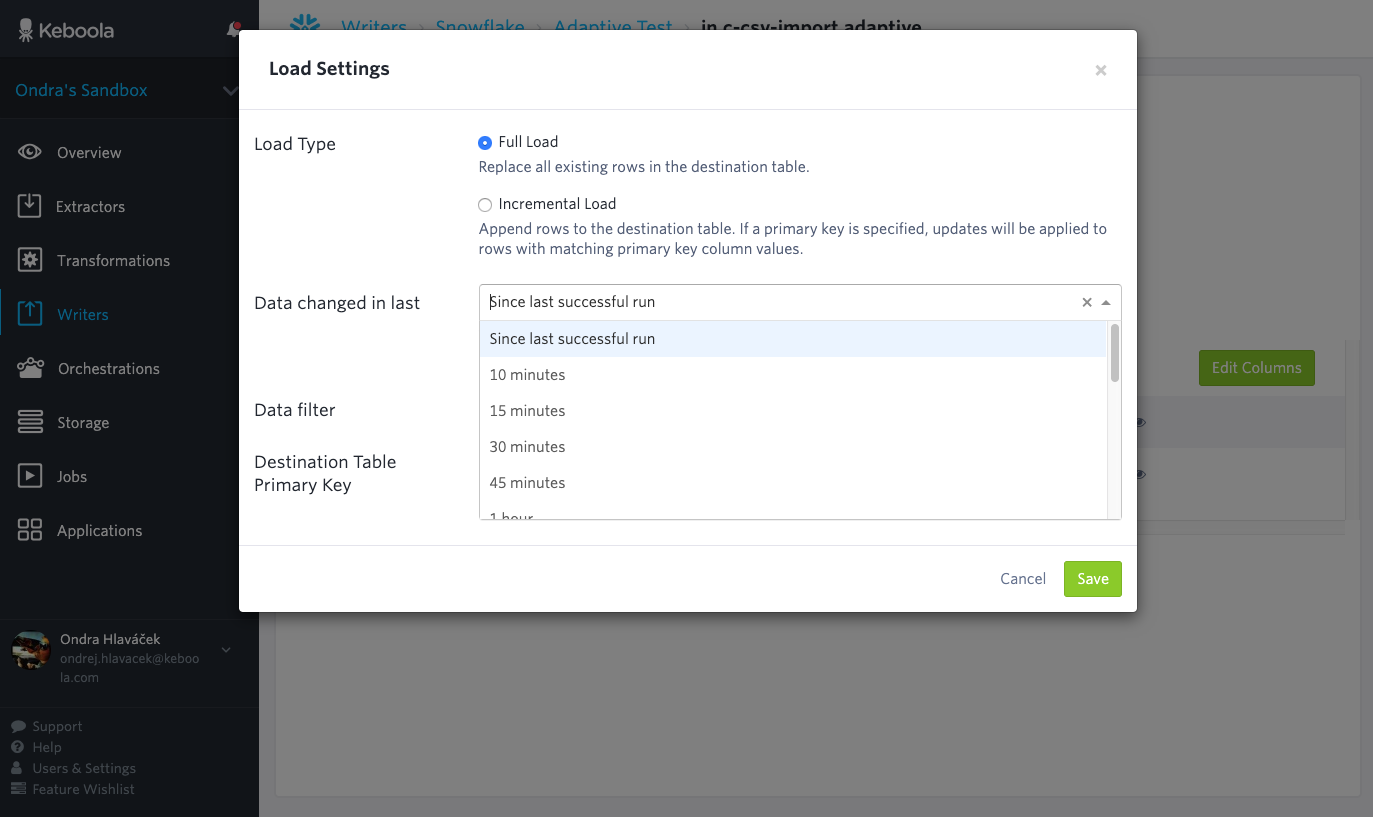 Keboola
Writers › Snowflake › Adaptive Test › in.c-csv-import.adaptive
Ondra's Sandbox
Overview
Extractors
Transformations
Writers
Orchestrations
Storage
Jobs
Applications
Ondra Hlaváček
ondrej.hlavacek@keboo
la.com
Support
Help
Users & Settings
Feature Wishlist
Load Settings
×
Load Type
Full Load
Replace all existing rows in the destination table.
Incremental Load
Append rows to the destination table. If a primary key is specified, updates will be applied to
rows with matching primary key column values.
Data changed in last
Since last successful run
Since last successful run
10 minutes
15 minutes
30 minutes
45 minutes
1 hour
Data filter
Destination Table
Primary Key
Edit Columns
Cancel
Save